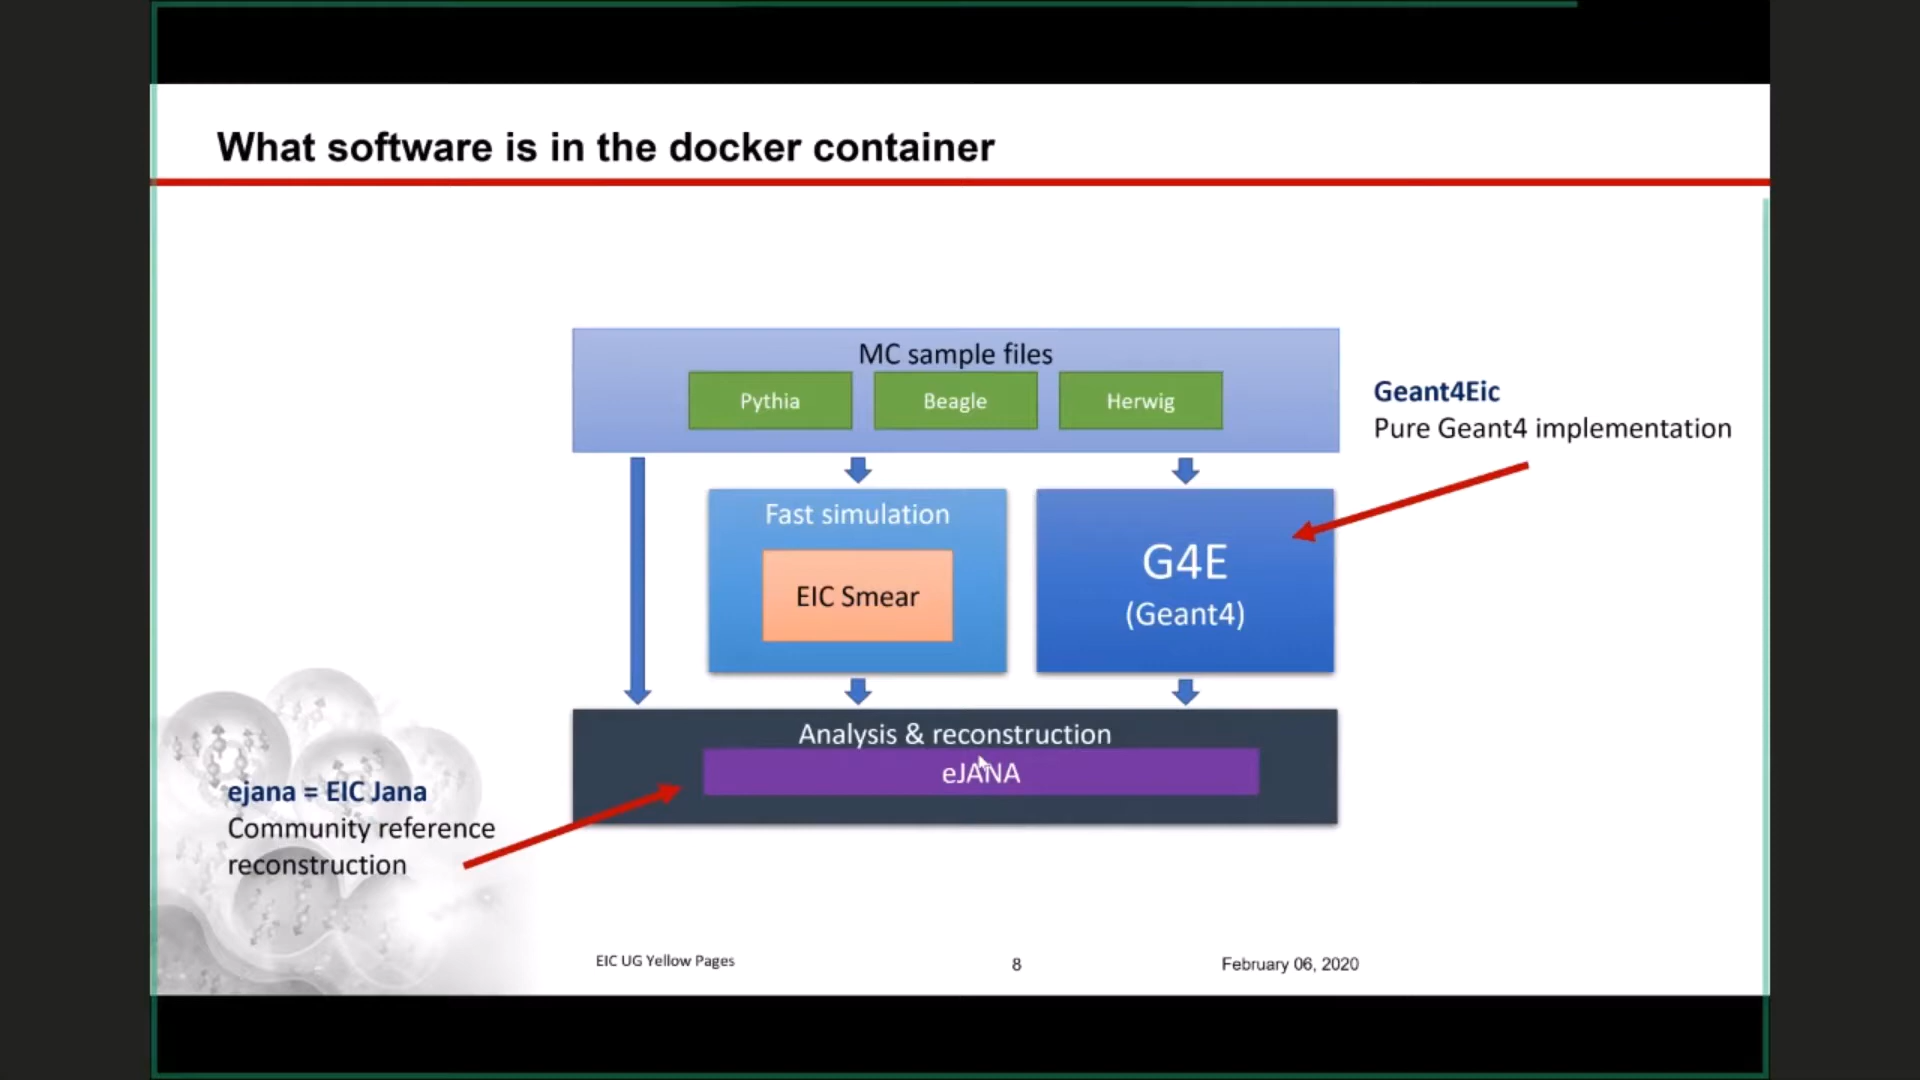 What software is in the docker container
MC sample files
Pythia
Beagle
Herwig
Geant4Eic
Pure Geant4 implementation
Fast simulation
EIC Smear
G4E
(Geant4)
Analysis & reconstruction
eJANA
ejana = EIC Jana
Community reference
reconstruction
EIC UG Yellow Pages
8
February 06, 2020